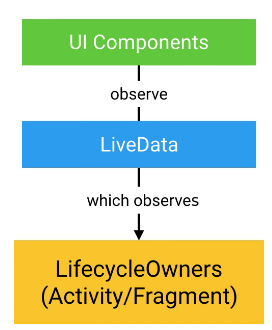 UI Components
observe
LiveData
which observes
LifecycleOwners
(Activity/Fragment)